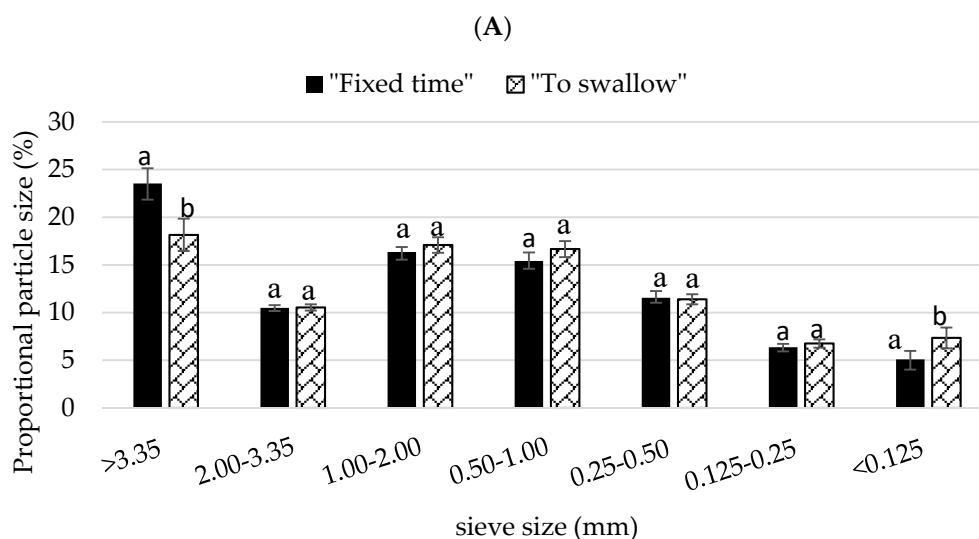 (A)
"Fixed time" "To swallow"
Proportional particle size (%)
30
25
20
15
10
5
0
a
b
a
a
a
a
a
a
a
a
a
a
a
b
>3.35
2.00-3.35
1.00-2.00
0.50-1.00
0.25-0.50
0.125-0.25
<0.125
sieve size (mm)